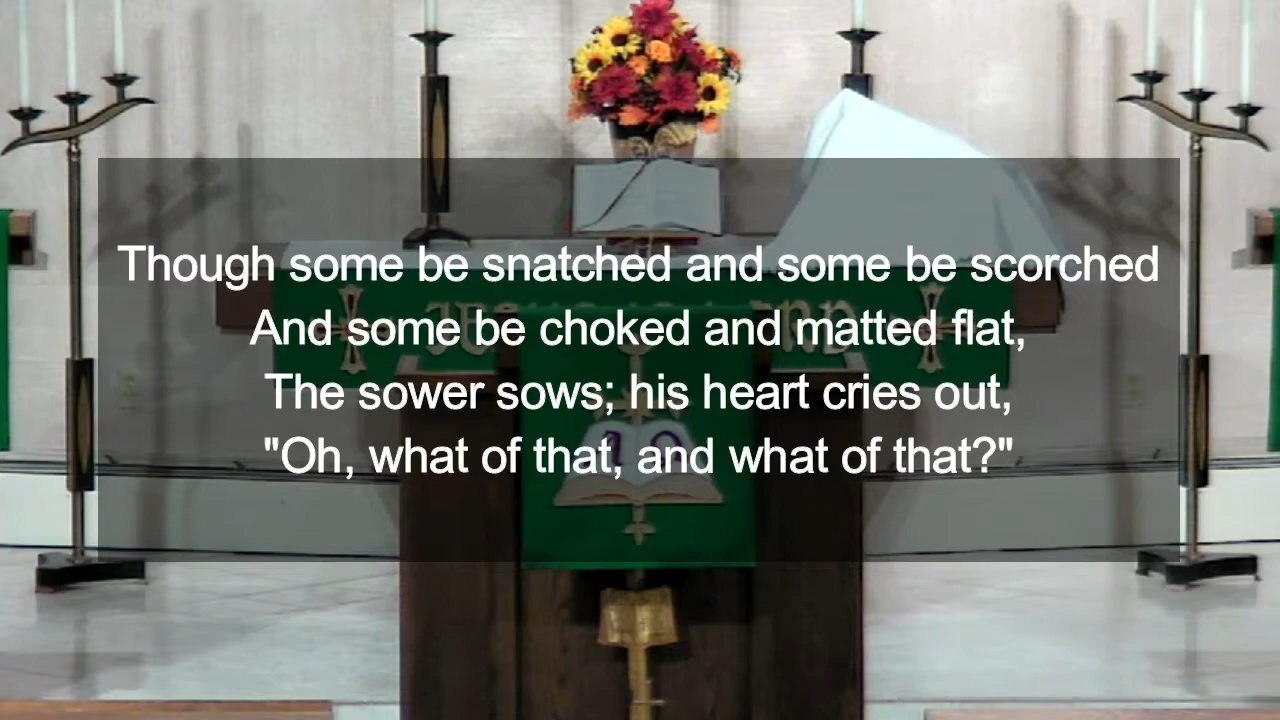 Though some be snatched and some be scorched
And some be choked and matted flat,
The sower sows; his heart cries out,
"Oh, what of that, and what of that?"